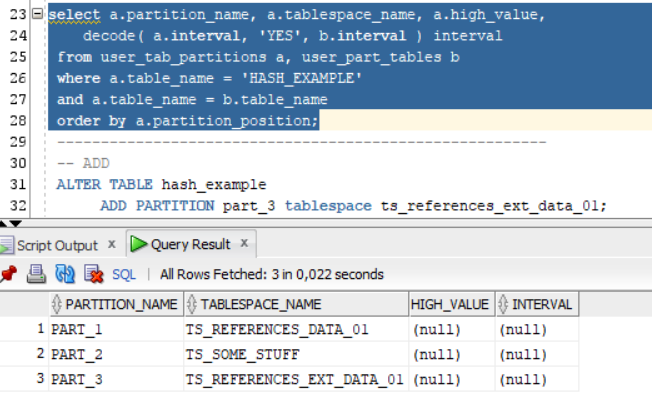 23 select a.partition_name, a.tablespace_name, a.high_value,
24 decode( a.interval, 'YES', b.interval ) interval
25 from user_tab_partitions a, user_part_tables b
26 where a.table_name = 'HASH_EXAMPLE'
27 and a.table_name = b.table_name
28 order by a.partition_position;
29 --------------------------------------------------------
30 -- ADD
31 ALTER TABLE hash_example
32 ADD PARTITION part_3 tablespace ts_references_ext_data_01;
Script Output x Query Result x
SQL | All Rows Fetched: 3 in 0,022 seconds
PARTITION_NAME TABLESPACE_NAME HIGH_VALUE INTERVAL
1 PART_1 TS_REFERENCES_DATA_01 (null) (null)
2 PART_2 TS_SOME_STUFF (null) (null)
3 PART_3 TS_REFERENCES_EXT_DATA_01 (null) (null)